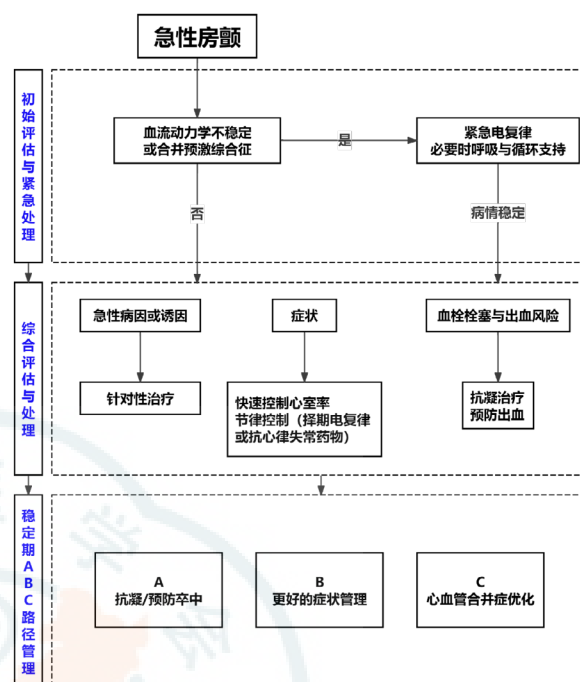 急性房颤
初始评估与紧急处理
血流动力学不稳定
或合并预激综合征
是
紧急电复律
必要时呼吸与循环支持
否
病情稳定
综合评估与处理
急性病因或诱因
症状
血栓栓塞与出血风险
针对性治疗
快速控制心室率
节律控制（择期电复律
或抗心律失常药物）
抗凝治疗
预防出血
稳定期ABC路径管理
A
抗凝/预防卒中
B
更好的症状管理
C
心血管合并症优化
学
会